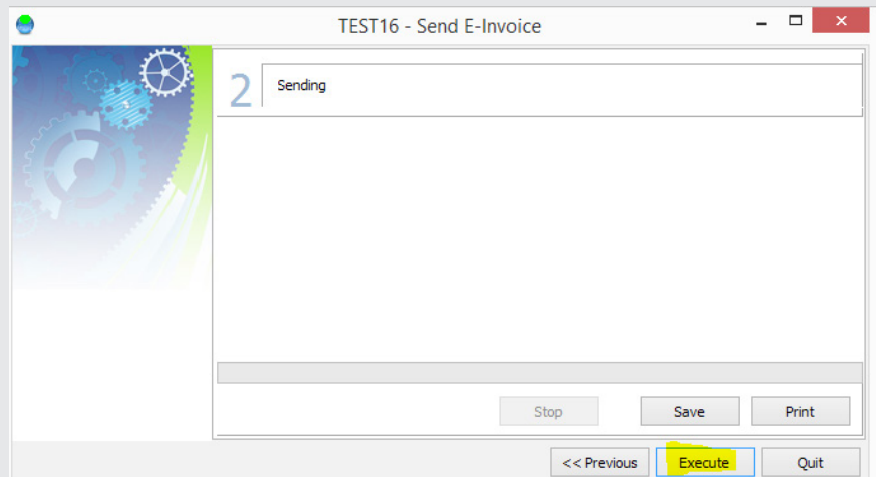 TEST16 - Send E-Invoice
2 Sending
Stop Save Print
<< Previous Execute Quit